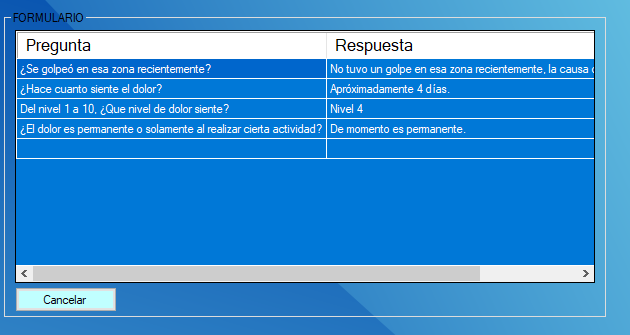 FORMULARIO
Pregunta Respuesta
¿Se golpeó en esa zona recientemente? No tuvo un golpe en esa zona recientemente, la causa
¿Hace cuanto siente el dolor? Apróximadamente 4 días.
Del nivel 1 a 10, ¿Que nivel de dolor siente? Nivel 4
¿El dolor es permanente o solamente al realizar cierta actividad? De momento es permanente.
Cancelar